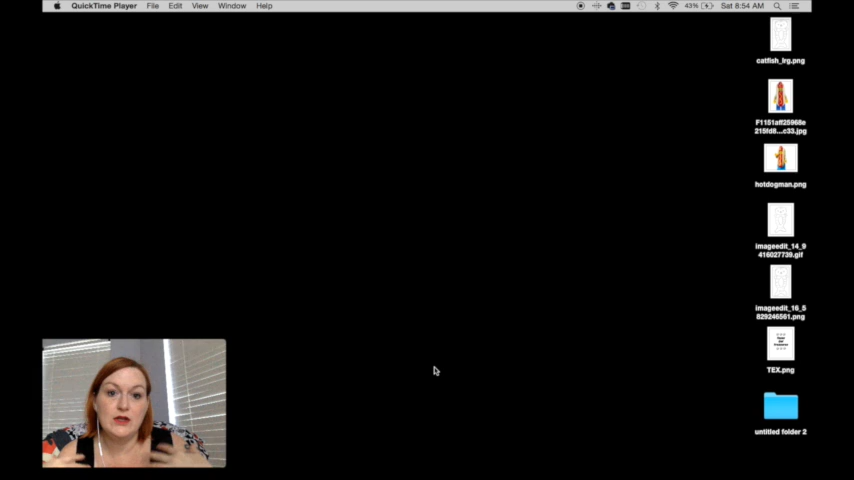 QuickTime Player File Edit View Window Help 43% Sat 8:54 AM
catfish_lrg.png
F1151aff25968e
215fd8...c33.jpg
hotdogman.png
imageedit_14_9
416027739.gif
imageedit_16_5
829246561.png
TEX.png
untitled folder 2